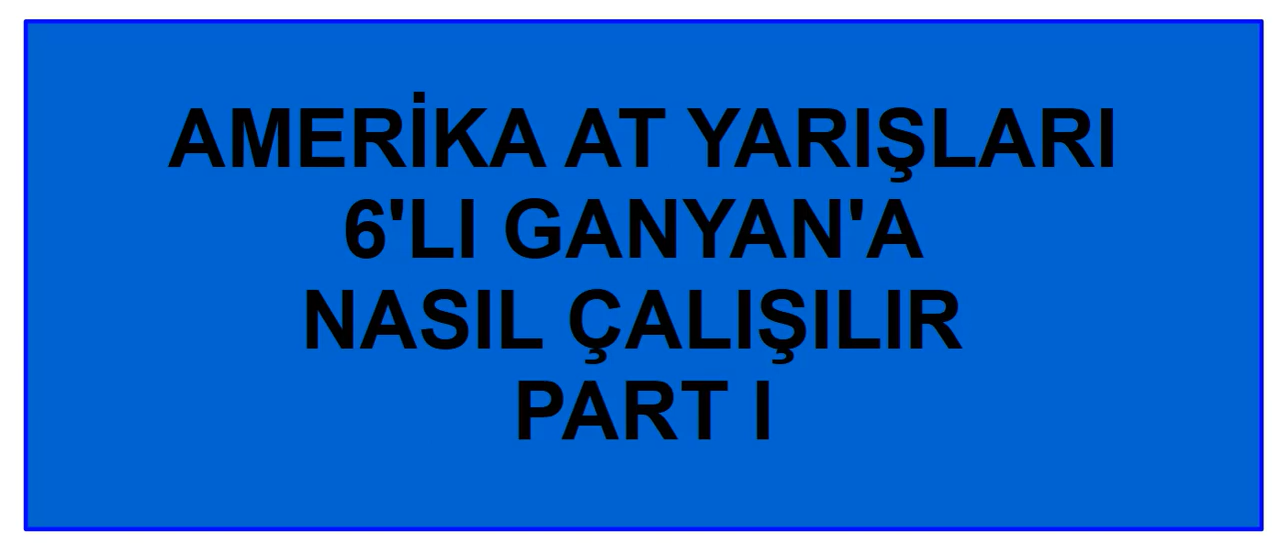 AMERİKA AT YARIŞLARI
6'LI GANYAN'A
NASIL ÇALIŞILIR
PART I